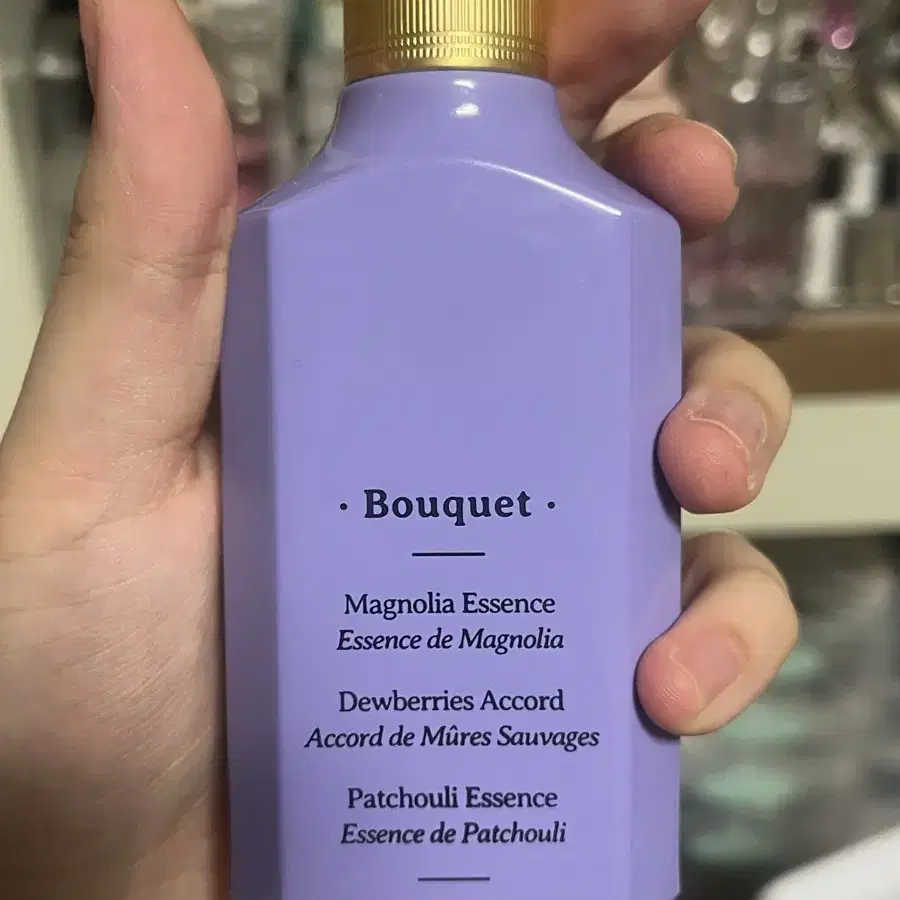 · Bouquet ·
Magnolia Essence
Essence de Magnolia
Dewberries Accord
Accord de Mûres Sauvages
Patchouli Essence
Essence de Patchouli